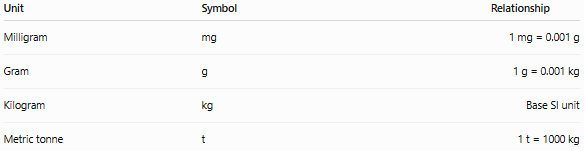 Unit Symbol Relationship
Milligram mg 1 mg = 0.001 g
Gram g 1 g = 0.001 kg
Kilogram kg Base SI unit
Metric tonne t 1 t = 1000 kg